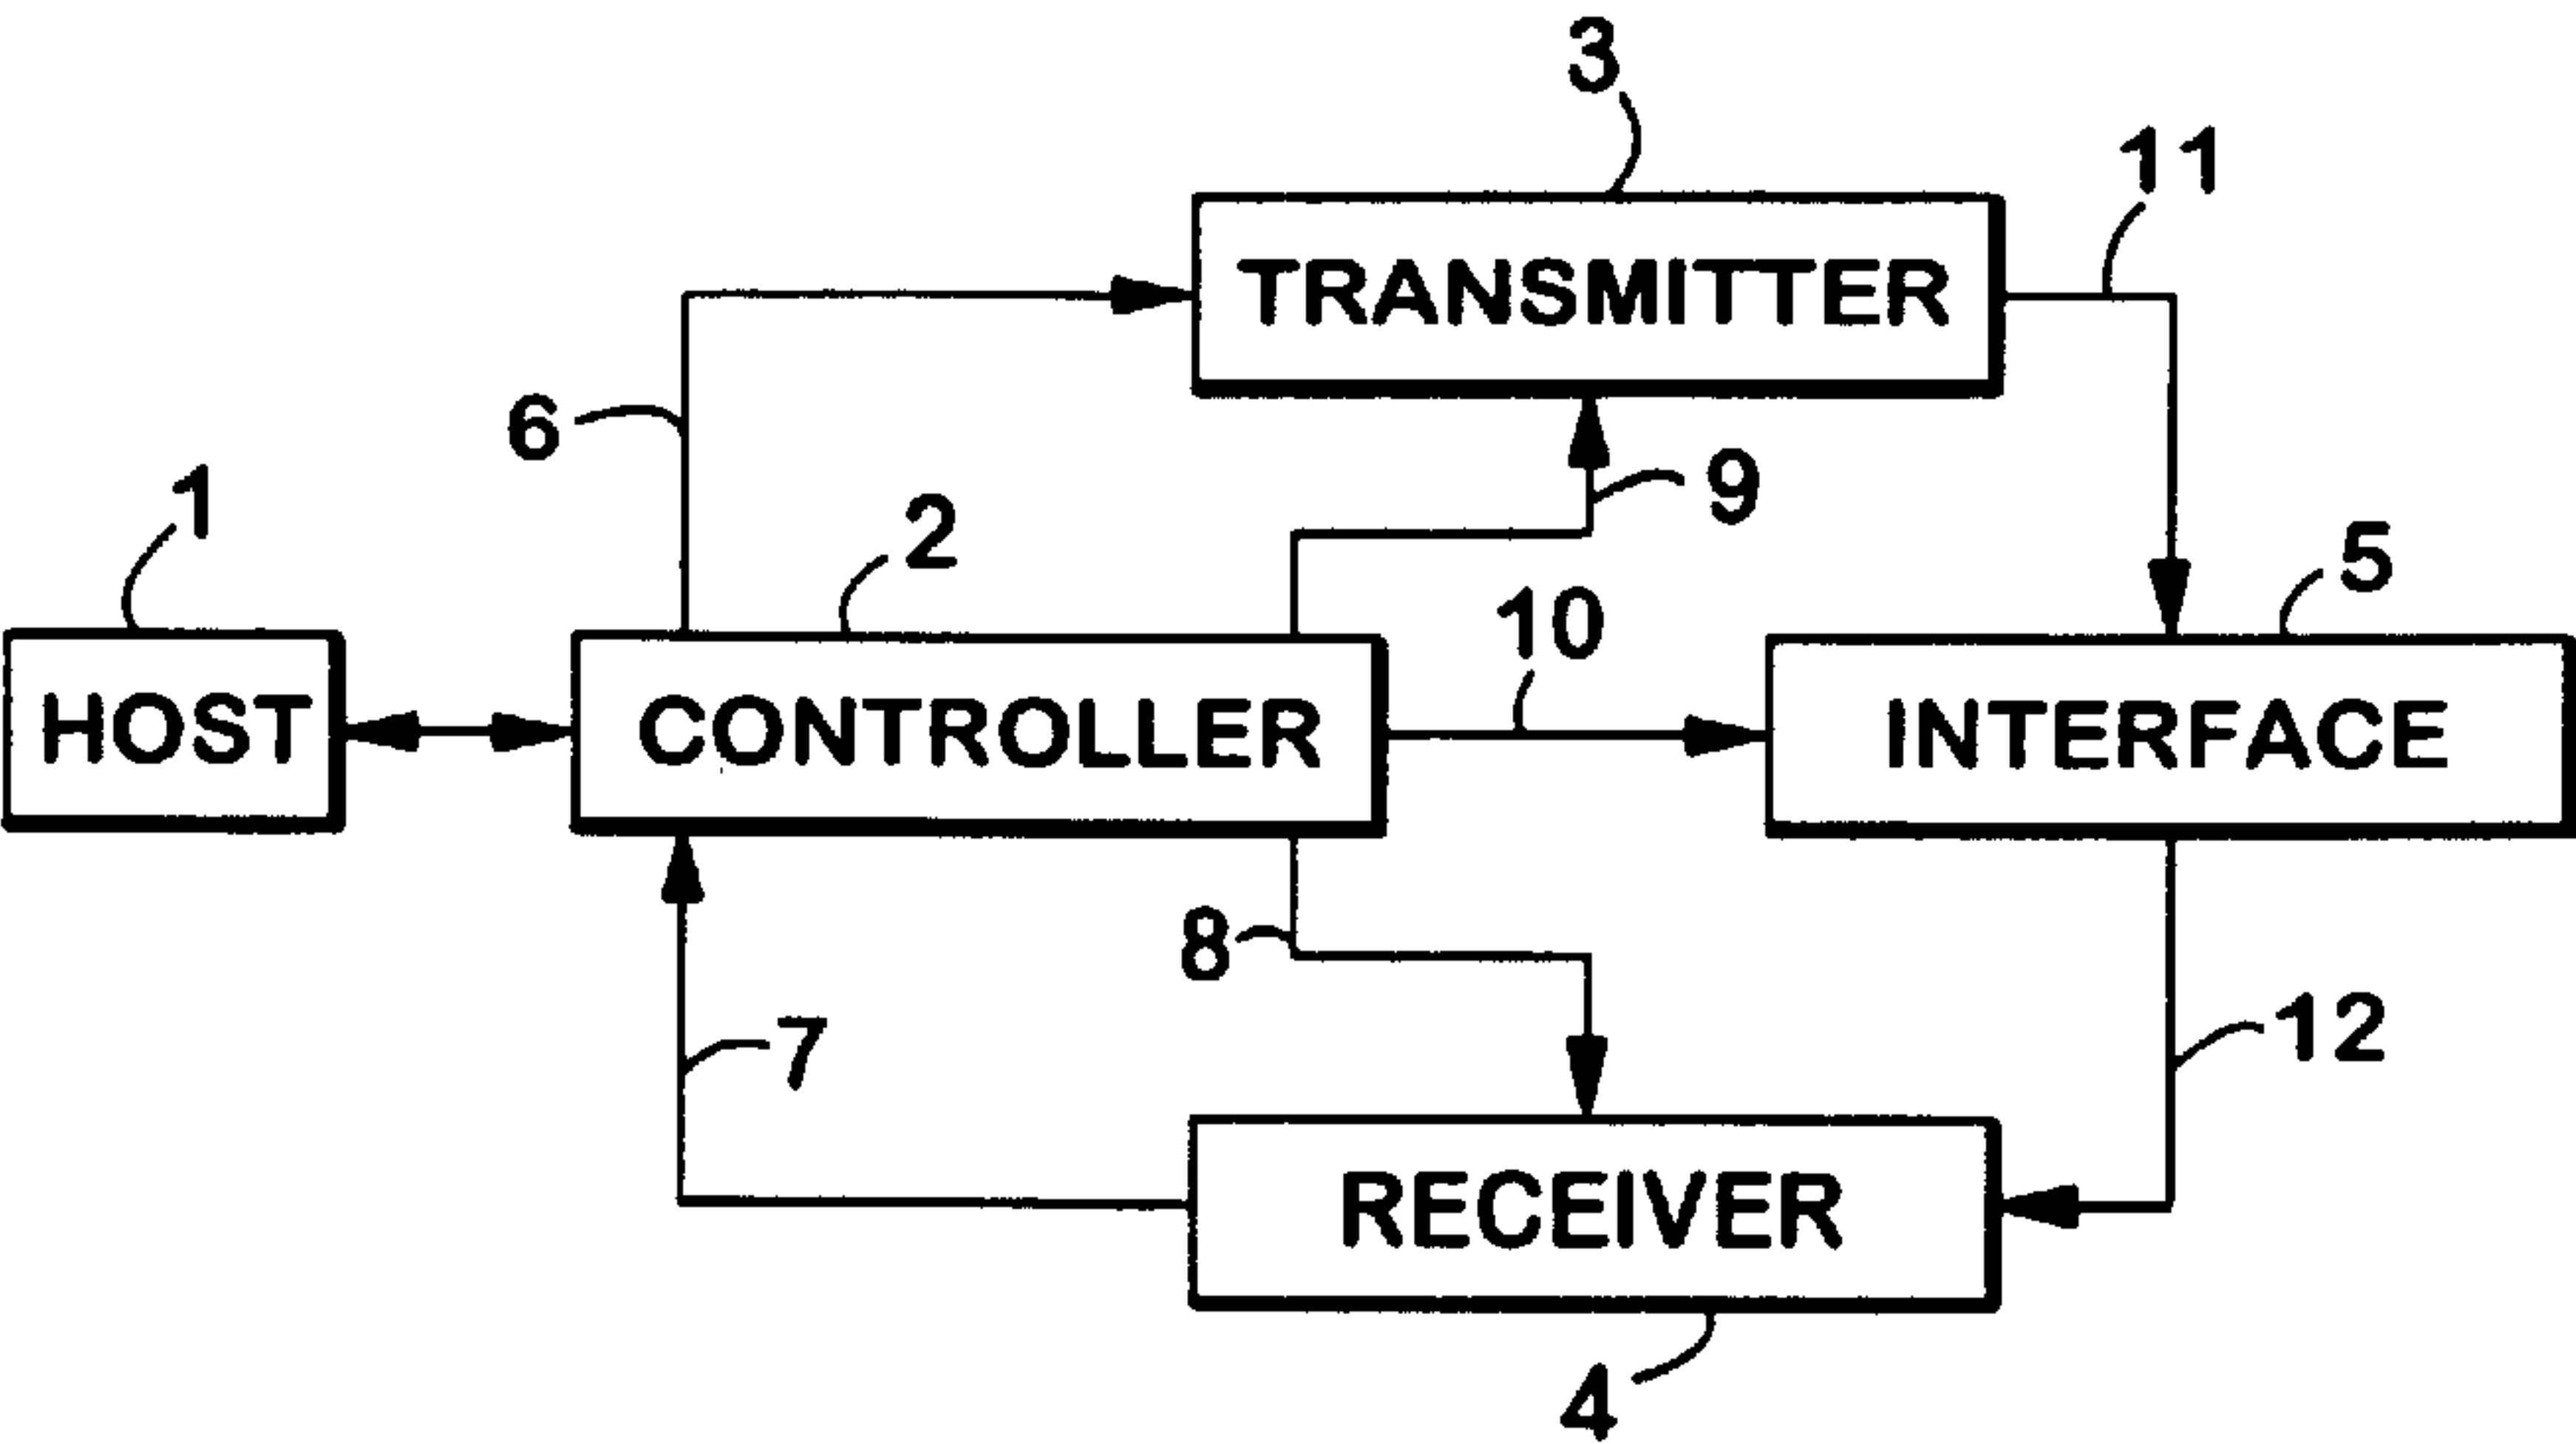 3
11
TRANSMITTER
6
9
1
2
5
10
HOST
CONTROLLER
INTERFACE
8
7
12
RECEIVER
4